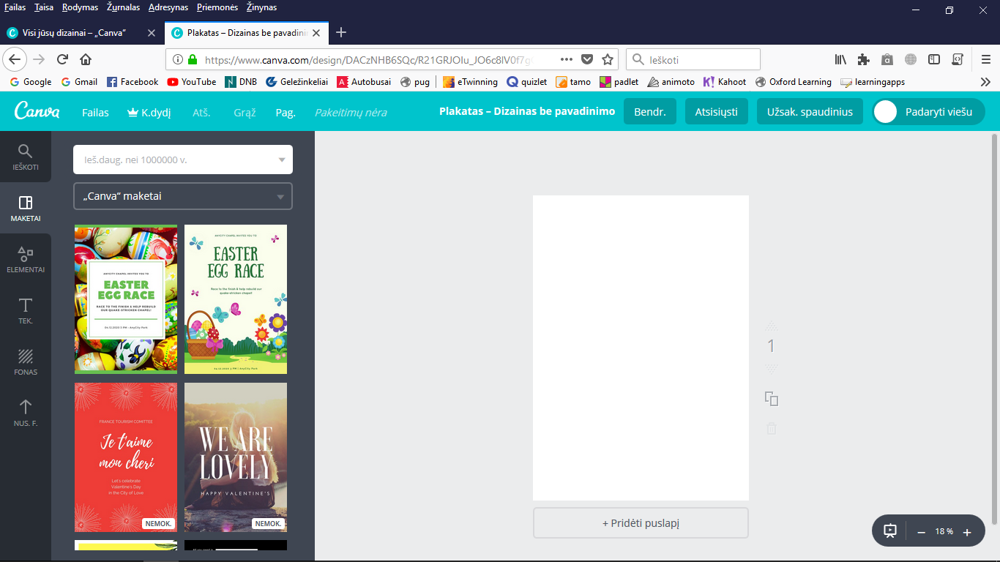 Failas Taisa Rodymas Žurnalas Adresynas Priemonės Žinynas
Visi jūsų dizainai – „Canva“
Plakatas – Dizainas be pavadini
https://www.canva.com/design/DACzNHB6SQc/R21GRJOIu_JO6c8lV0f7g
Ieškoti
Google Gmail Facebook YouTube DNB Geležinkeliai Autobusai pug eTwinning quizlet tamo padlet animoto Kahoot Oxford Learning learningapps
Canva Failas K.dydį Atš. Grąž Pag. Pakeitimų nėra Plakatas – Dizainas be pavadinimo Bendr. Atsisiųsti Užsak. spaudinius Padaryti viešu
IEŠKOTI
MAKETAI
ELEMENTAI
TEK.
FONAS
NUS. F.
Ieš.daug. nei 1000000 v.
„Canva“ maketai
ANYCITY CHAPEL INVITES YOU TO
EASTER
EGG RACE
RACE TO THE FINISH & HELP REBUILD
OUR QUAKE-STRICKEN CHAPEL!
04.12.2020 3 PM • AnyCity Park
ANYCITY CHAPEL INVITES YOU TO
EASTER
EGG RACE
Race to the finish & help rebuild our
quake-stricken chapel!
FRANCE TOURISM COMITTEE
Je t'aime
mon cheri
Let's celebrate
Valentine's Day
in the City of Love
NEMOK.
WE ARE
LOVELY
HAPPY VALENTINE'S
NEMOK.
1
+ Pridėti puslapį
18 %